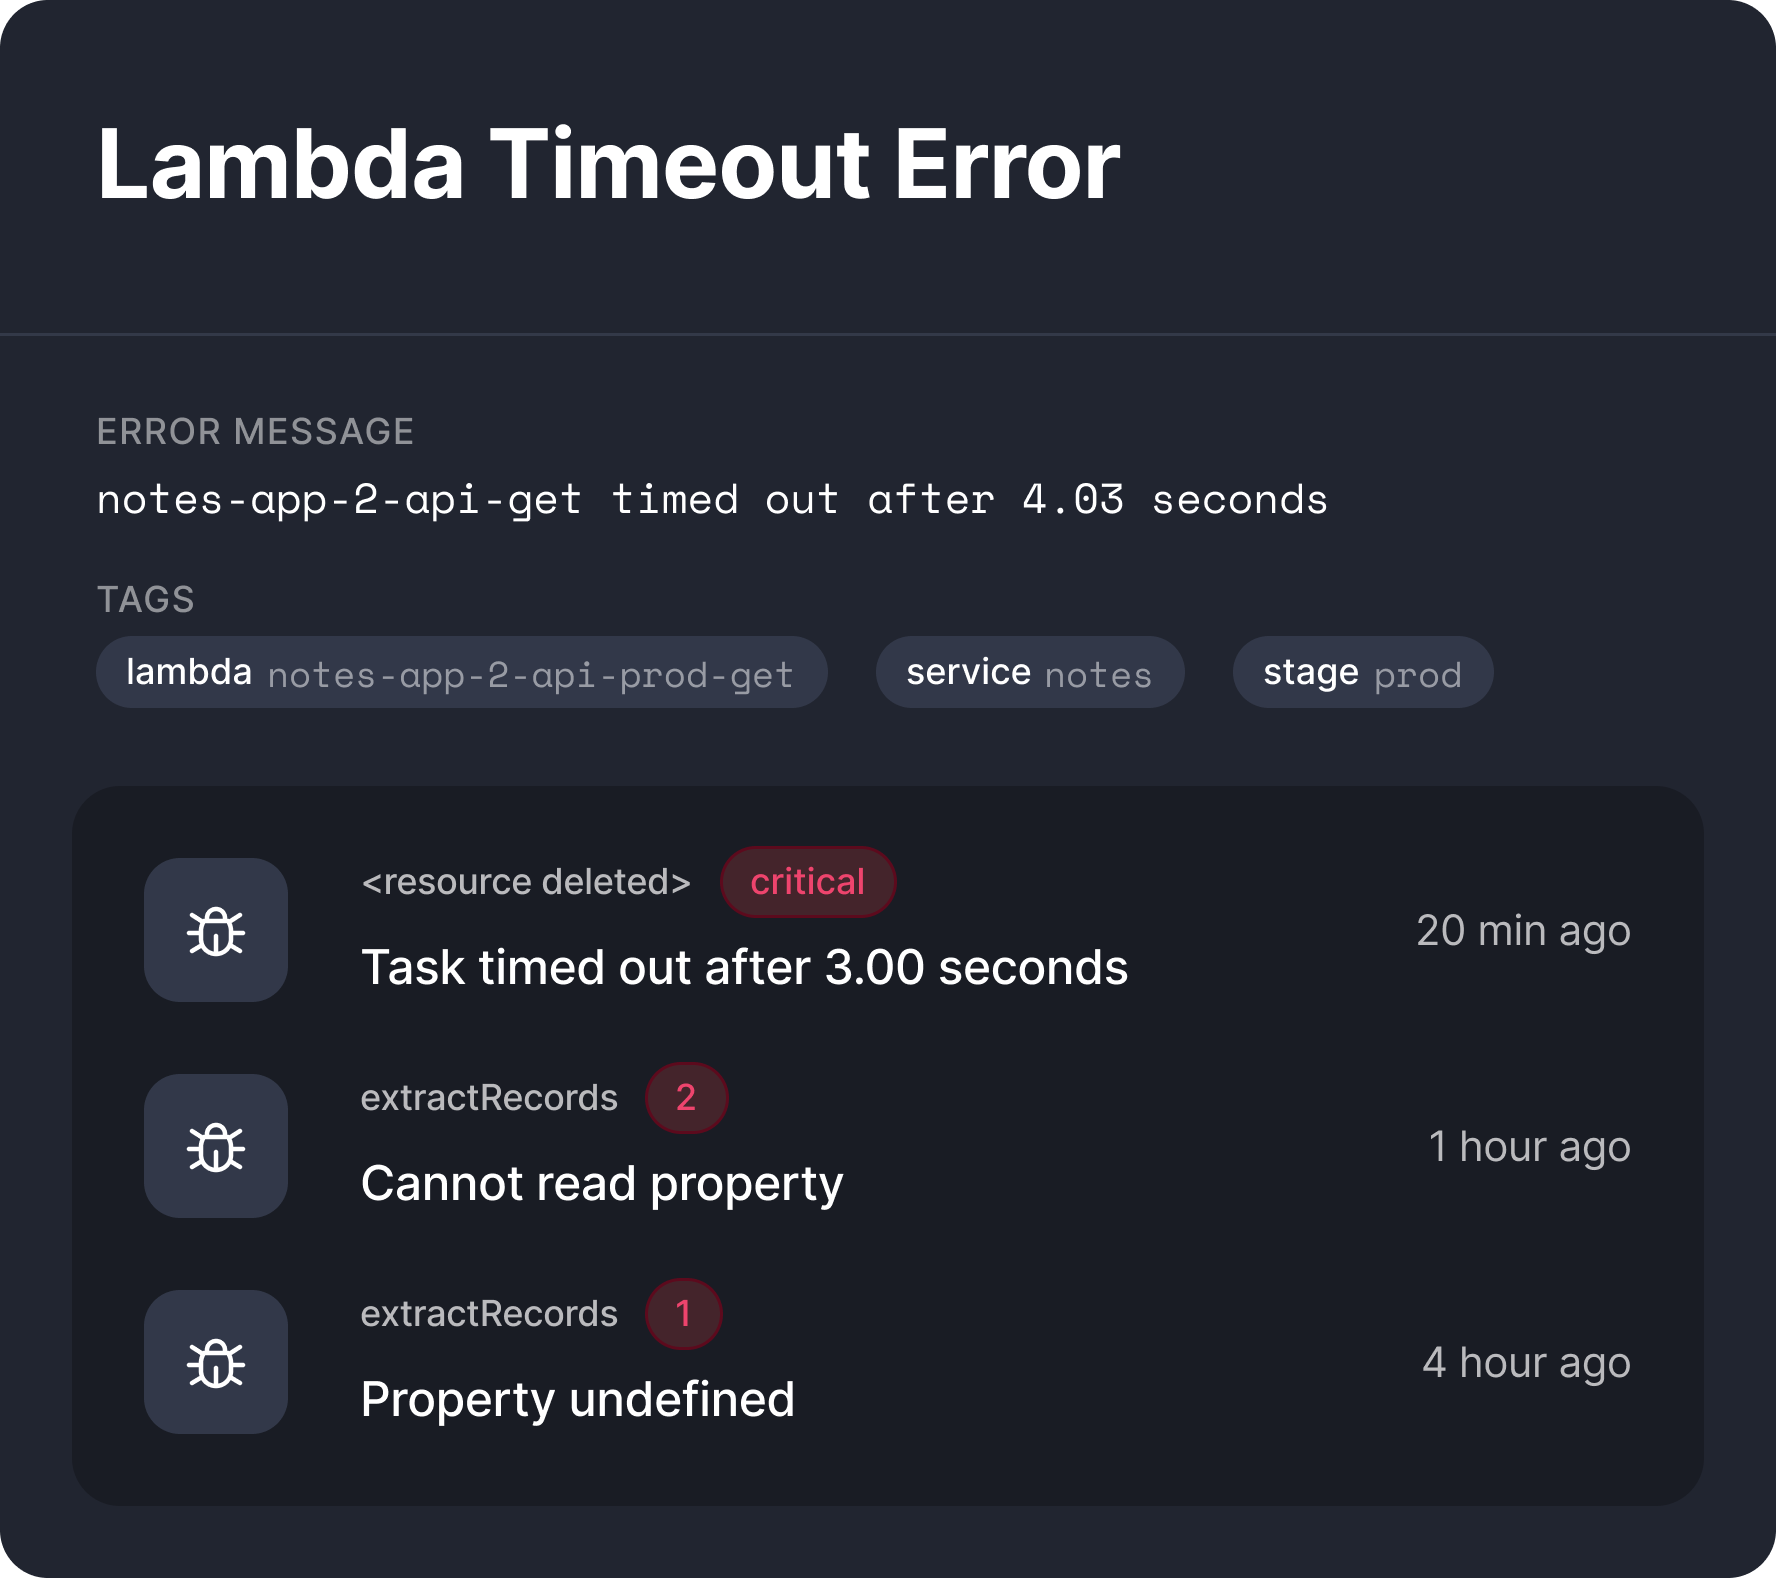 Lambda Timeout Error
ERROR MESSAGE
notes-app-2-api-get timed out after 4.03 seconds
TAGS
lambda notes-app-2-api-prod-get service notes stage prod
<resource deleted> critical
Task timed out after 3.00 seconds
20 min ago
extractRecords 2
Cannot read property
1 hour ago
extractRecords 1
Property undefined
4 hour ago